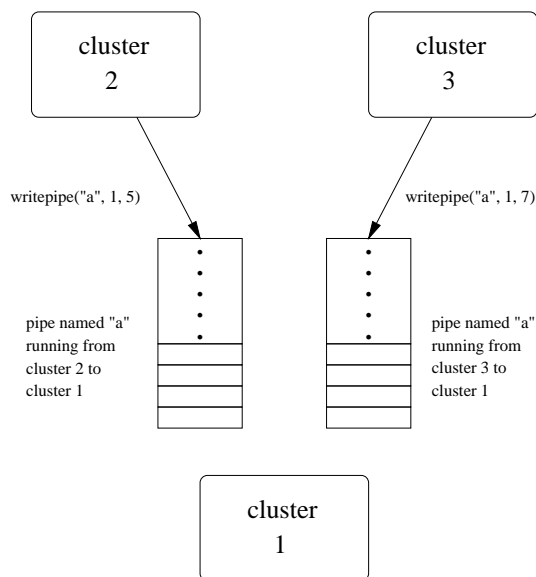 cluster
2
cluster
3
writepipe("a", 1, 5)
writepipe("a", 1, 7)
pipe named "a"
running from
cluster 2 to
cluster 1
pipe named "a"
running from
cluster 3 to
cluster 1
cluster
1